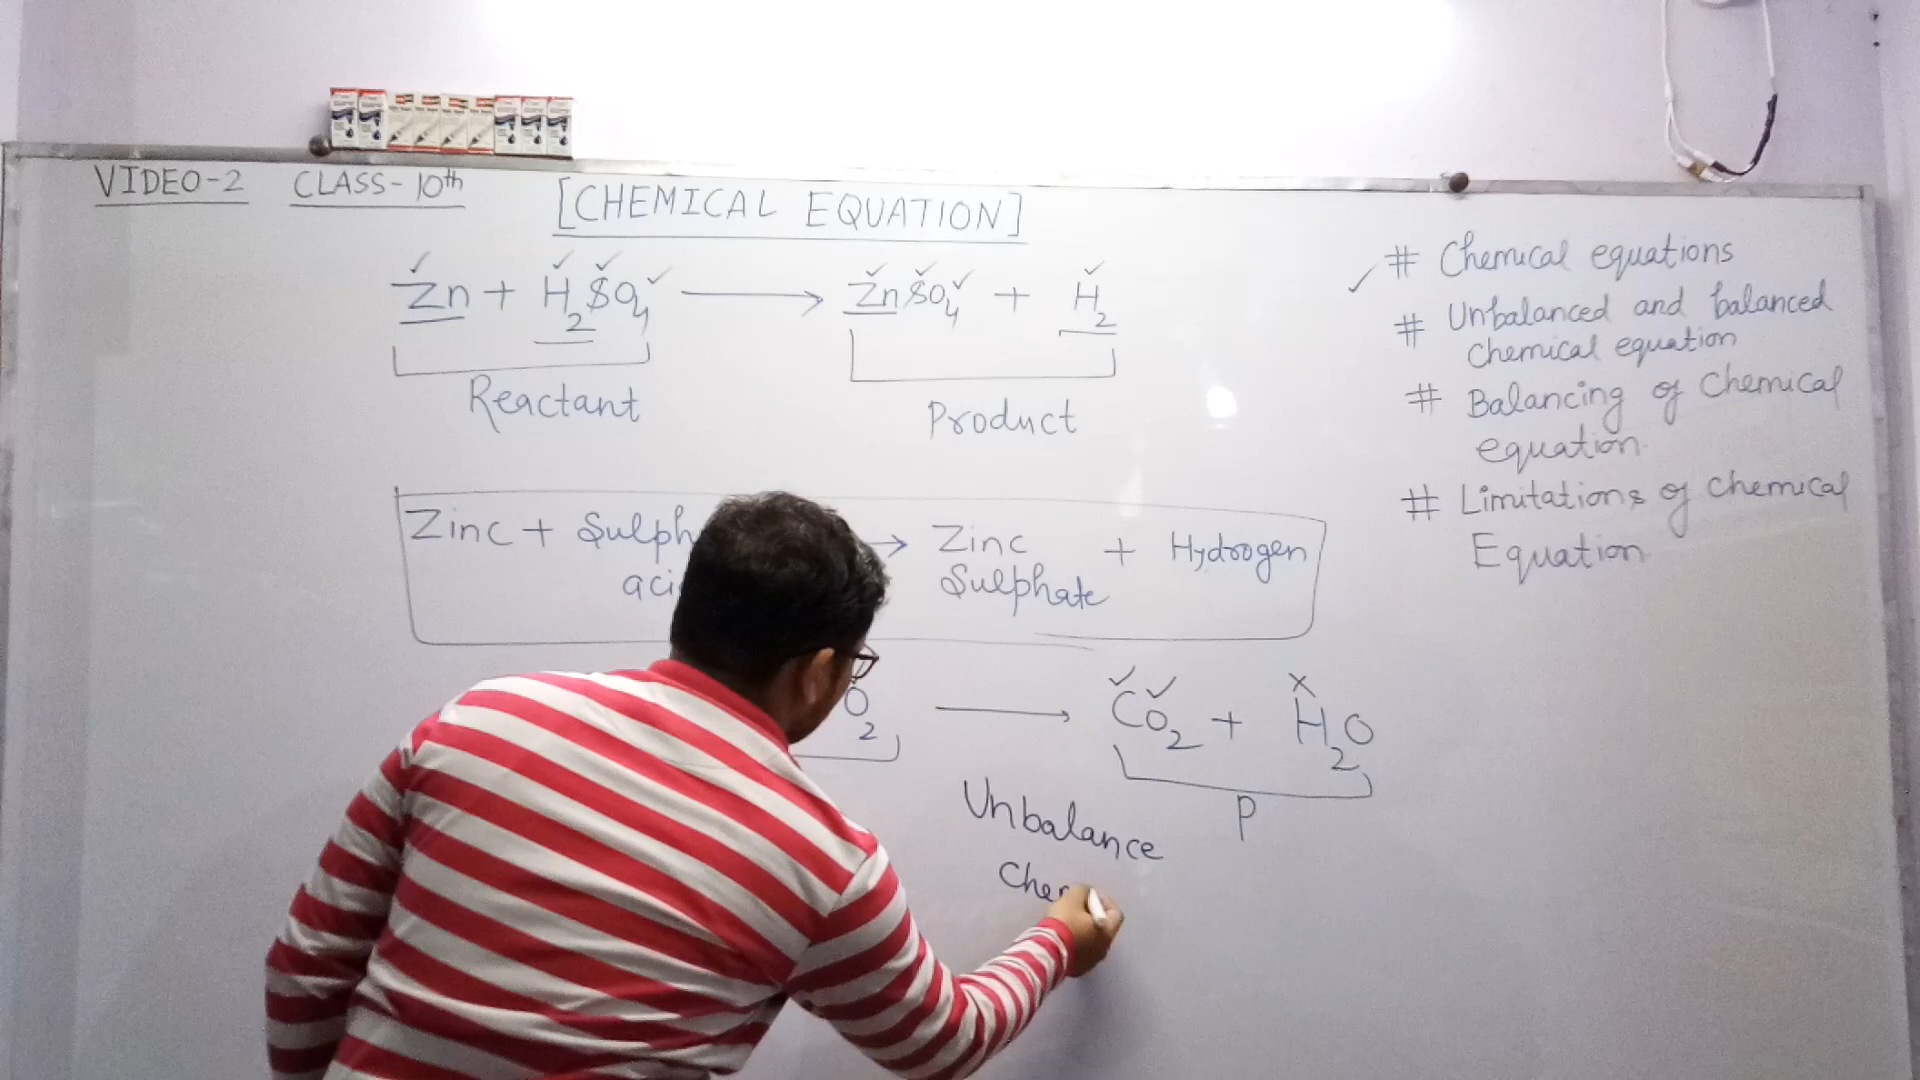 VIDEO-2 CLASS-10th [CHEMICAL EQUATION]
Zn + H2SO4 → ZnSO4 + H2
Reactant Product
Zinc + Sulph → Zinc Sulphate + Hydrogen
aci
O2 → CO2 + H2O
P
Unbalance
Che
# Chemical equations
✓ # Unbalanced and balanced
chemical equation
# Balancing of chemical
equation.
# Limitations of chemical
Equation